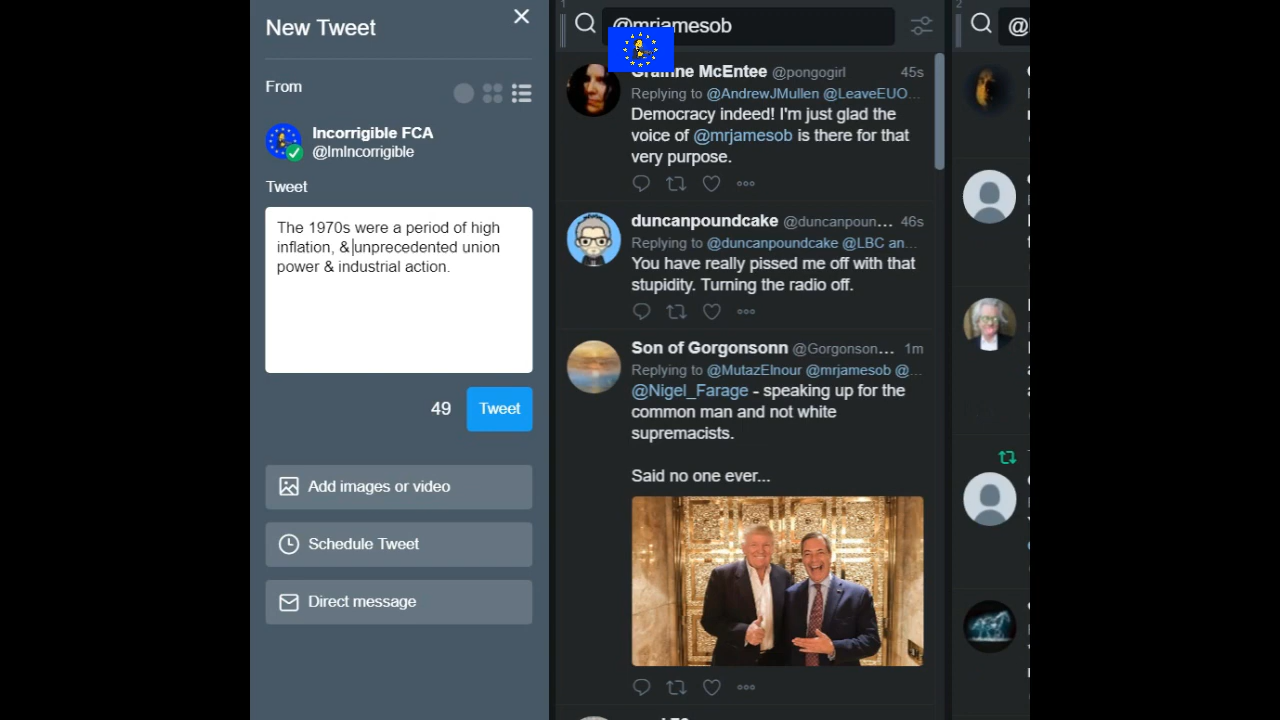 New Tweet
From
Incorrigible FCA
@ImIncorrigible
Tweet
The 1970s were a period of high
inflation, & unprecedented union
power & industrial action.
49
Tweet
Add images or video
Schedule Tweet
Direct message
1
@mrjamesob
Grainne McEntee @pongogirl 45s
Replying to @AndrewJMullen @LeaveEUO...
Democracy indeed! I'm just glad the
voice of @mrjamesob is there for that
very purpose.
duncanpoundcake @duncanpoun... 46s
Replying to @duncanpoundcake @LBC an...
You have really pissed me off with that
stupidity. Turning the radio off.
Son of Gorgonsonn @Gorgonson... 1m
Replying to @MutazElnour @mrjamesob @...
@Nigel_Farage - speaking up for the
common man and not white
supremacists.
Said no one ever...
2
@